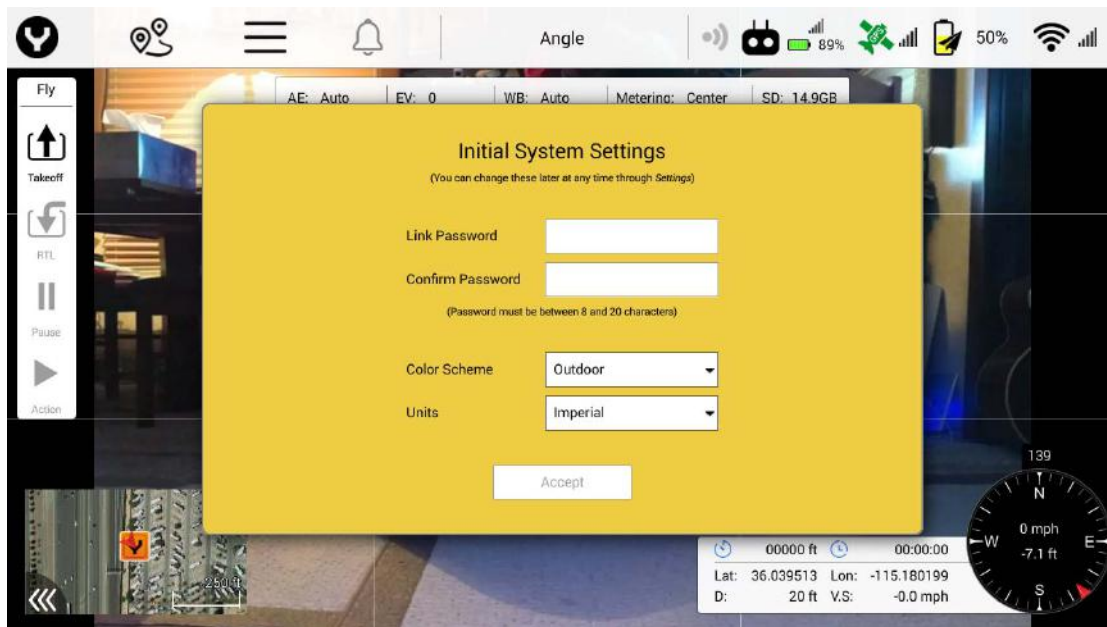 Angle
89%
50%
Fly
Takeoff
RTL
Pause
Action
AE: Auto EV: 0 WB: Auto Metering: Center SD: 14.9GB
Initial System Settings
(You can change these later at any time through Settings)
Link Password
Confirm Password
(Password must be between 8 and 20 characters)
Color Scheme Outdoor
Units Imperial
Accept
250 ft
139
N
W E
S
0 mph
-7.1 ft
00000 ft 00:00:00
Lat: 36.039513 Lon: -115.180199
D: 20 ft V.S: -0.0 mph